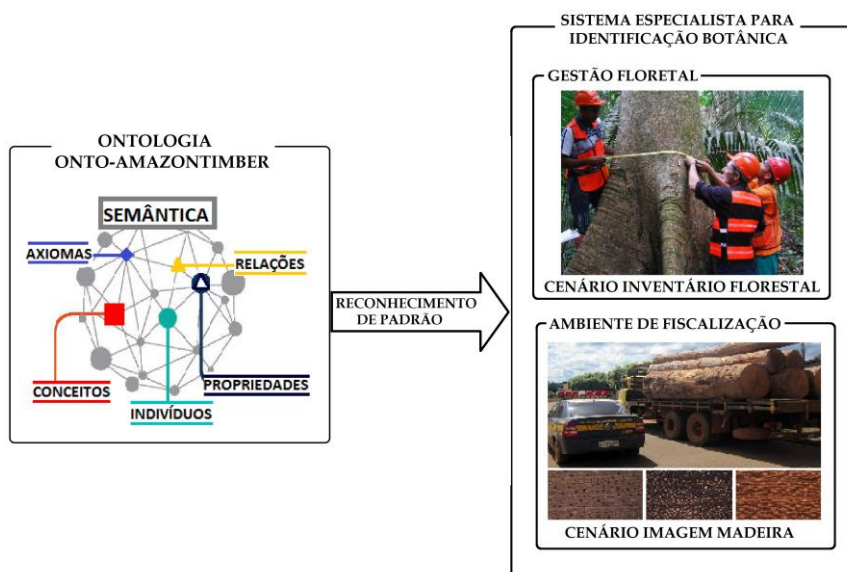 ONTOLOGIA
ONTO-AMAZONTIMBER
SEMÂNTICA
AXIOMAS
RELAÇÕES
CONCEITOS
PROPRIEDADES
INDIVÍDUOS
RECONHECIMENTO
DE PADRÃO
SISTEMA ESPECIALISTA PARA
IDENTIFICAÇÃO BOTÂNICA
GESTÃO FLORETAL
CENÁRIO INVENTÁRIO FLORESTAL
AMBIENTE DE FISCALIZAÇÃO
CENÁRIO IMAGEM MADEIRA